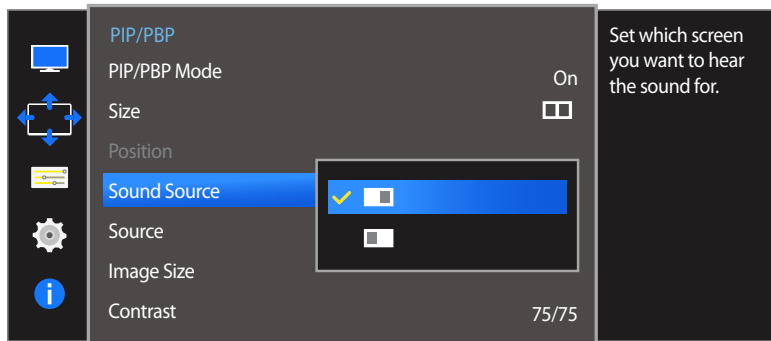 PIP/PBP
PIP/PBP Mode
On
Size
Position
Sound Source
Source
Image Size
Contrast
75/75
Set which screen
you want to hear
the sound for.